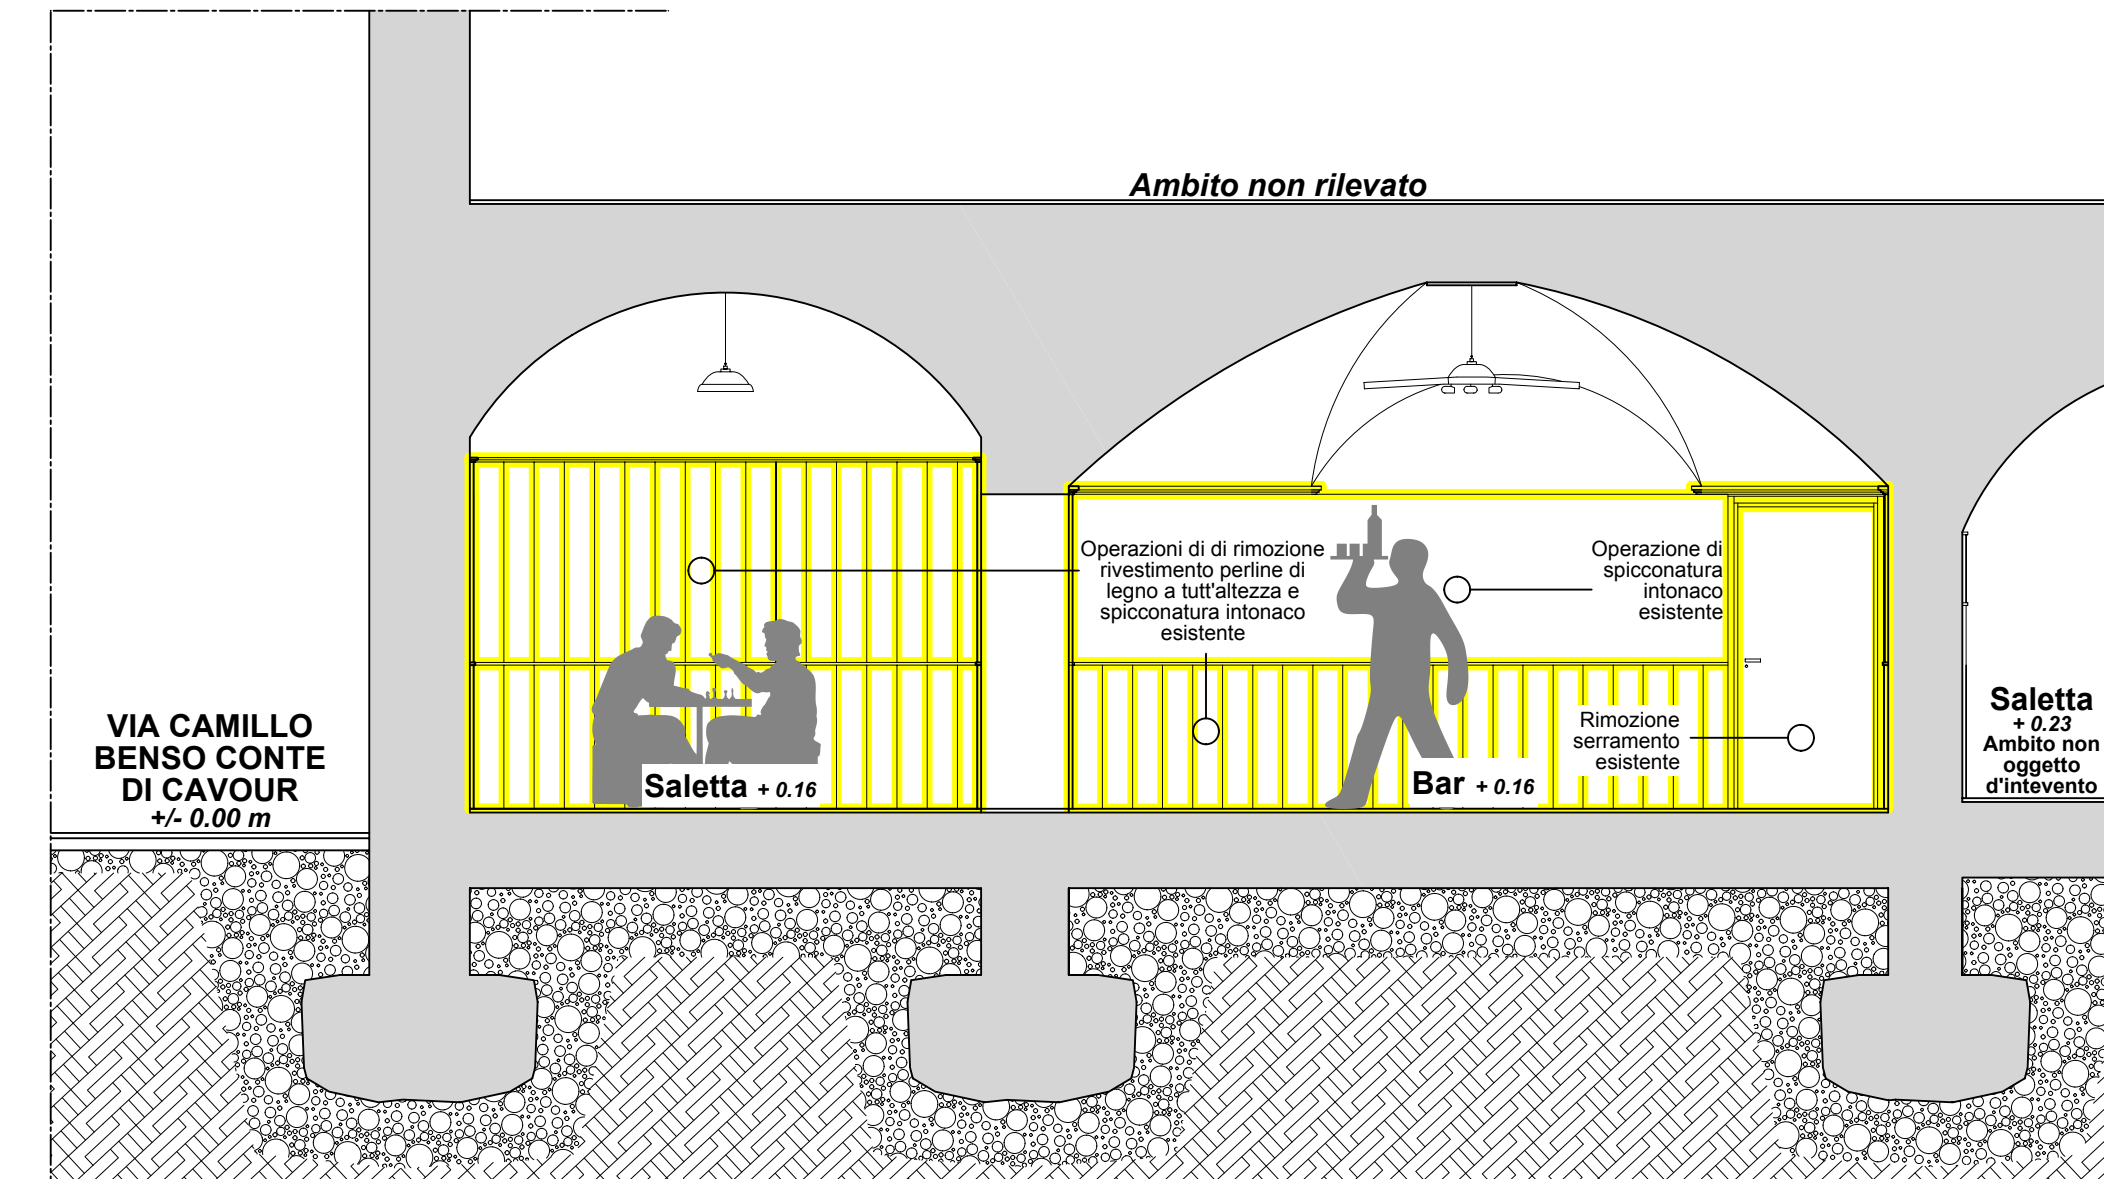 Ambito non rilevato
Operazioni di di rimozione
rivestimento perline di
legno a tutt'altezza e
spicconatura intonaco
esistente
Operazione di
spicconatura
intonaco
esistente
VIA CAMILLO
BENSO CONTE
DI CAVOUR
+/- 0.00 m
Saletta + 0.16
Rimozione
serramento
esistente
Bar + 0.16
Saletta
+ 0.23
Ambito non
oggetto
d'intevento